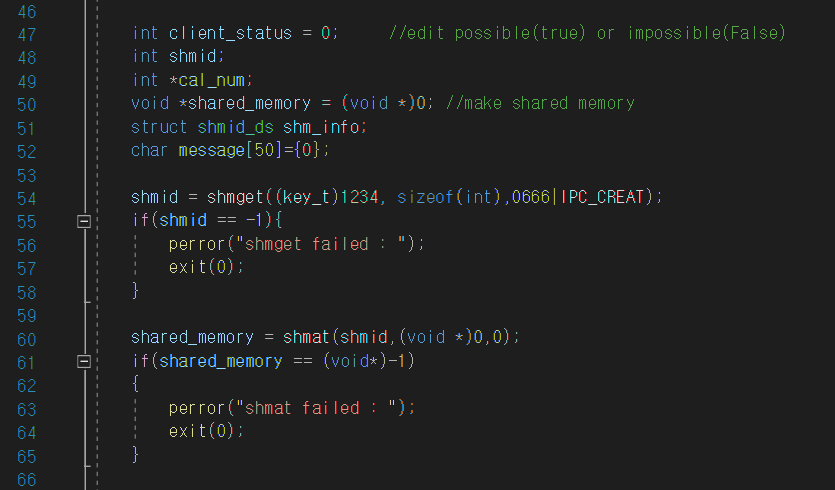 46
47 int client_status = 0; //edit possible(true) or impossible(False)
48 int shmid;
49 int *cal_num;
50 void *shared_memory = (void *)0; //make shared memory
51 struct shmid_ds shm_info;
52 char message[50]={0};
53
54 shmid = shmget((key_t)1234, sizeof(int),0666|IPC_CREAT);
55 if(shmid == -1){
56 perror("shmget failed : ");
57 exit(0);
58 }
59
60 shared_memory = shmat(shmid,(void *)0,0);
61 if(shared_memory == (void*)-1)
62 {
63 perror("shmat failed : ");
64 exit(0);
65 }
66